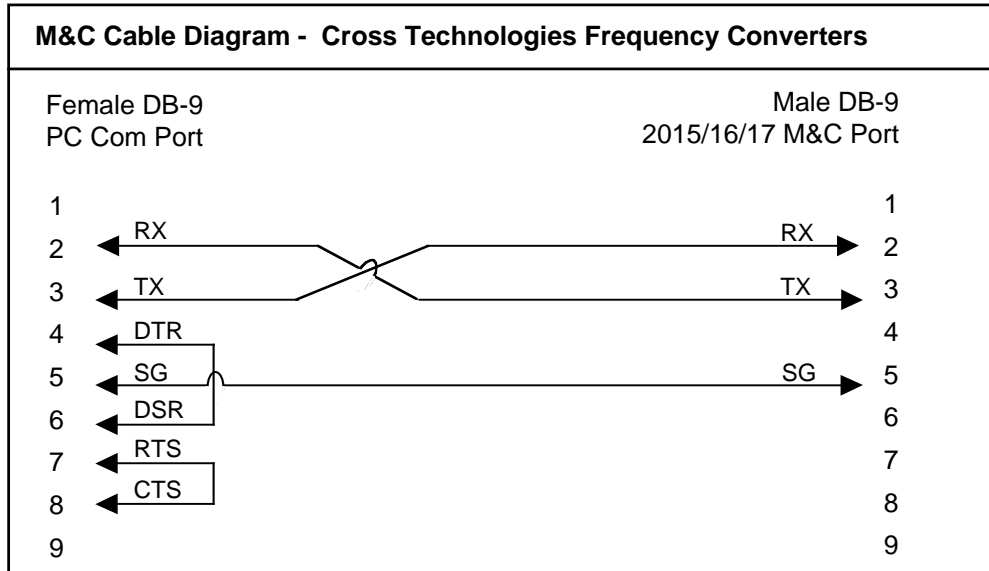 M&C Cable Diagram - Cross Technologies Frequency Converters
Female DB-9
PC Com Port
Male DB-9
2015/16/17 M&C Port
1 1
2 RX RX 2
3 TX TX 3
4 DTR 4
5 SG SG 5
6 DSR 6
7 RTS 7
8 CTS 8
9 9